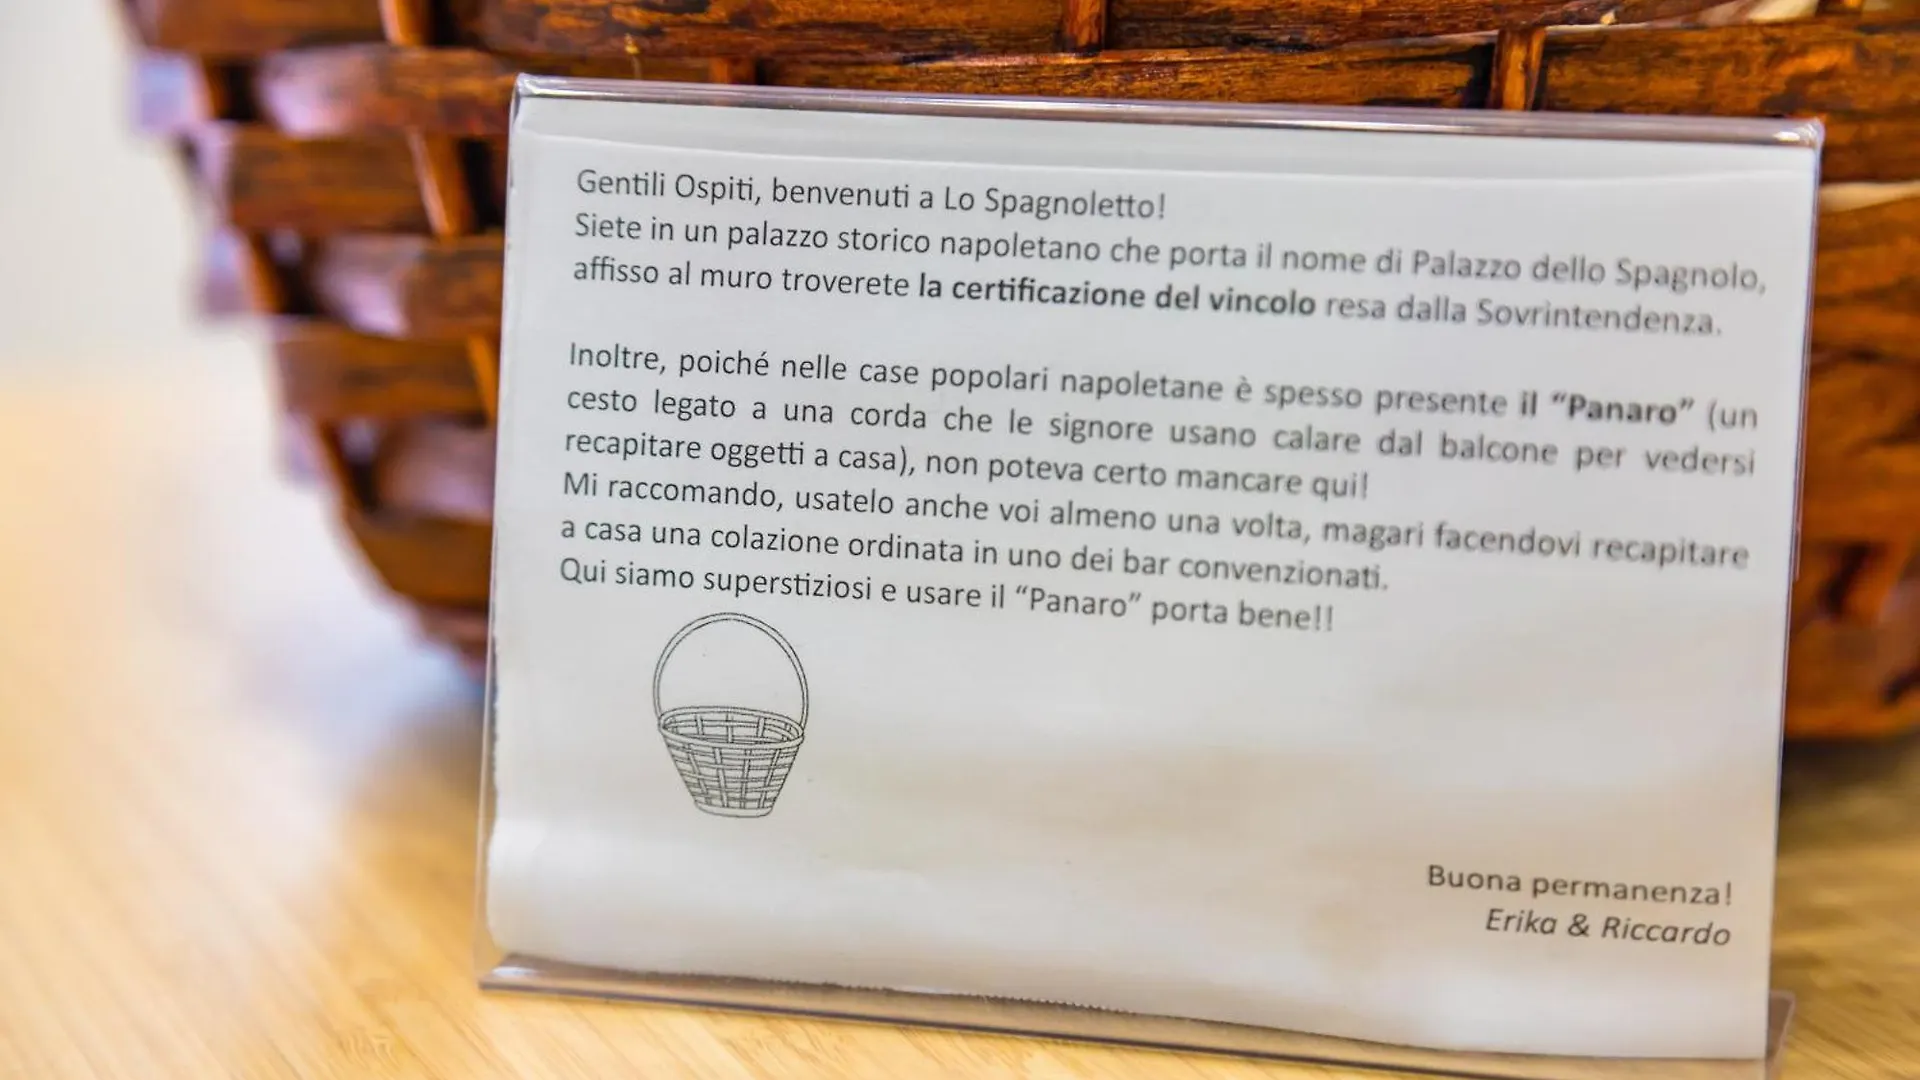 Gentili Ospiti, benvenuti a Lo Spagnoletto!
Siete in un palazzo storico napoletano che porta il nome di Palazzo dello Spagnolo,
affisso al muro troverete la certificazione del vincolo resa dalla Sovrintendenza.
Inoltre, poiché nelle case popolari napoletane è spesso presente il “Panaro” (un
cesto legato a una corda che le signore usano calare dal balcone per vedersi
recapitare oggetti a casa), non poteva certo mancare qui!
Mi raccomando, usatelo anche voi almeno una volta, magari facendovi recapitare
a casa una colazione ordinata in uno dei bar convenzionati.
Qui siamo superstiziosi e usare il “Panaro” porta bene!!
Buona permanenza!
Erika & Riccardo